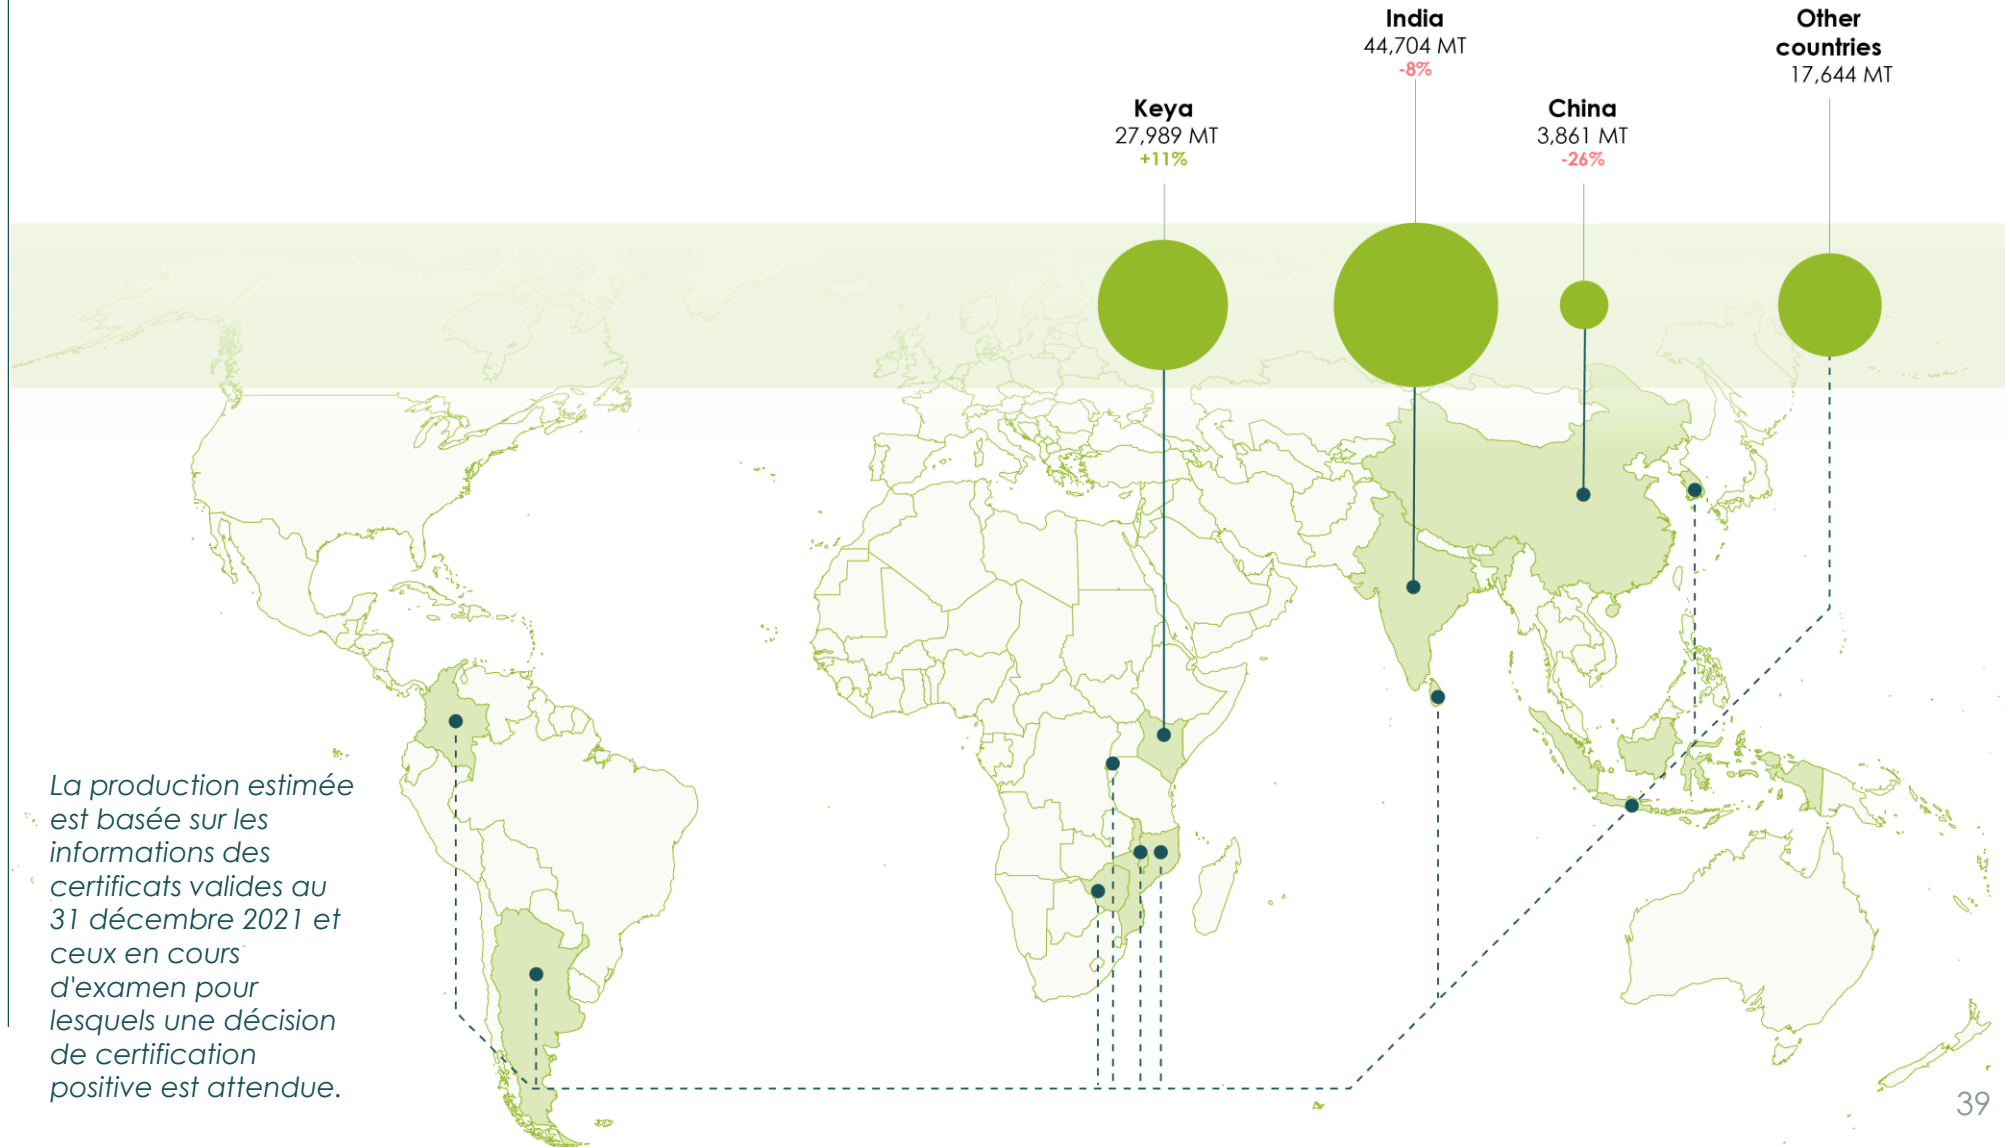 India
44,704 MT
-8%
Other
countries
17,644 MT
Keya
27,989 MT
+11%
China
3,861 MT
-26%
La production estimée
est basée sur les
informations des
certificats valides au
31 décembre 2021 et
ceux en cours
d'examen pour
lesquels une décision
de certification
positive est attendue.
39